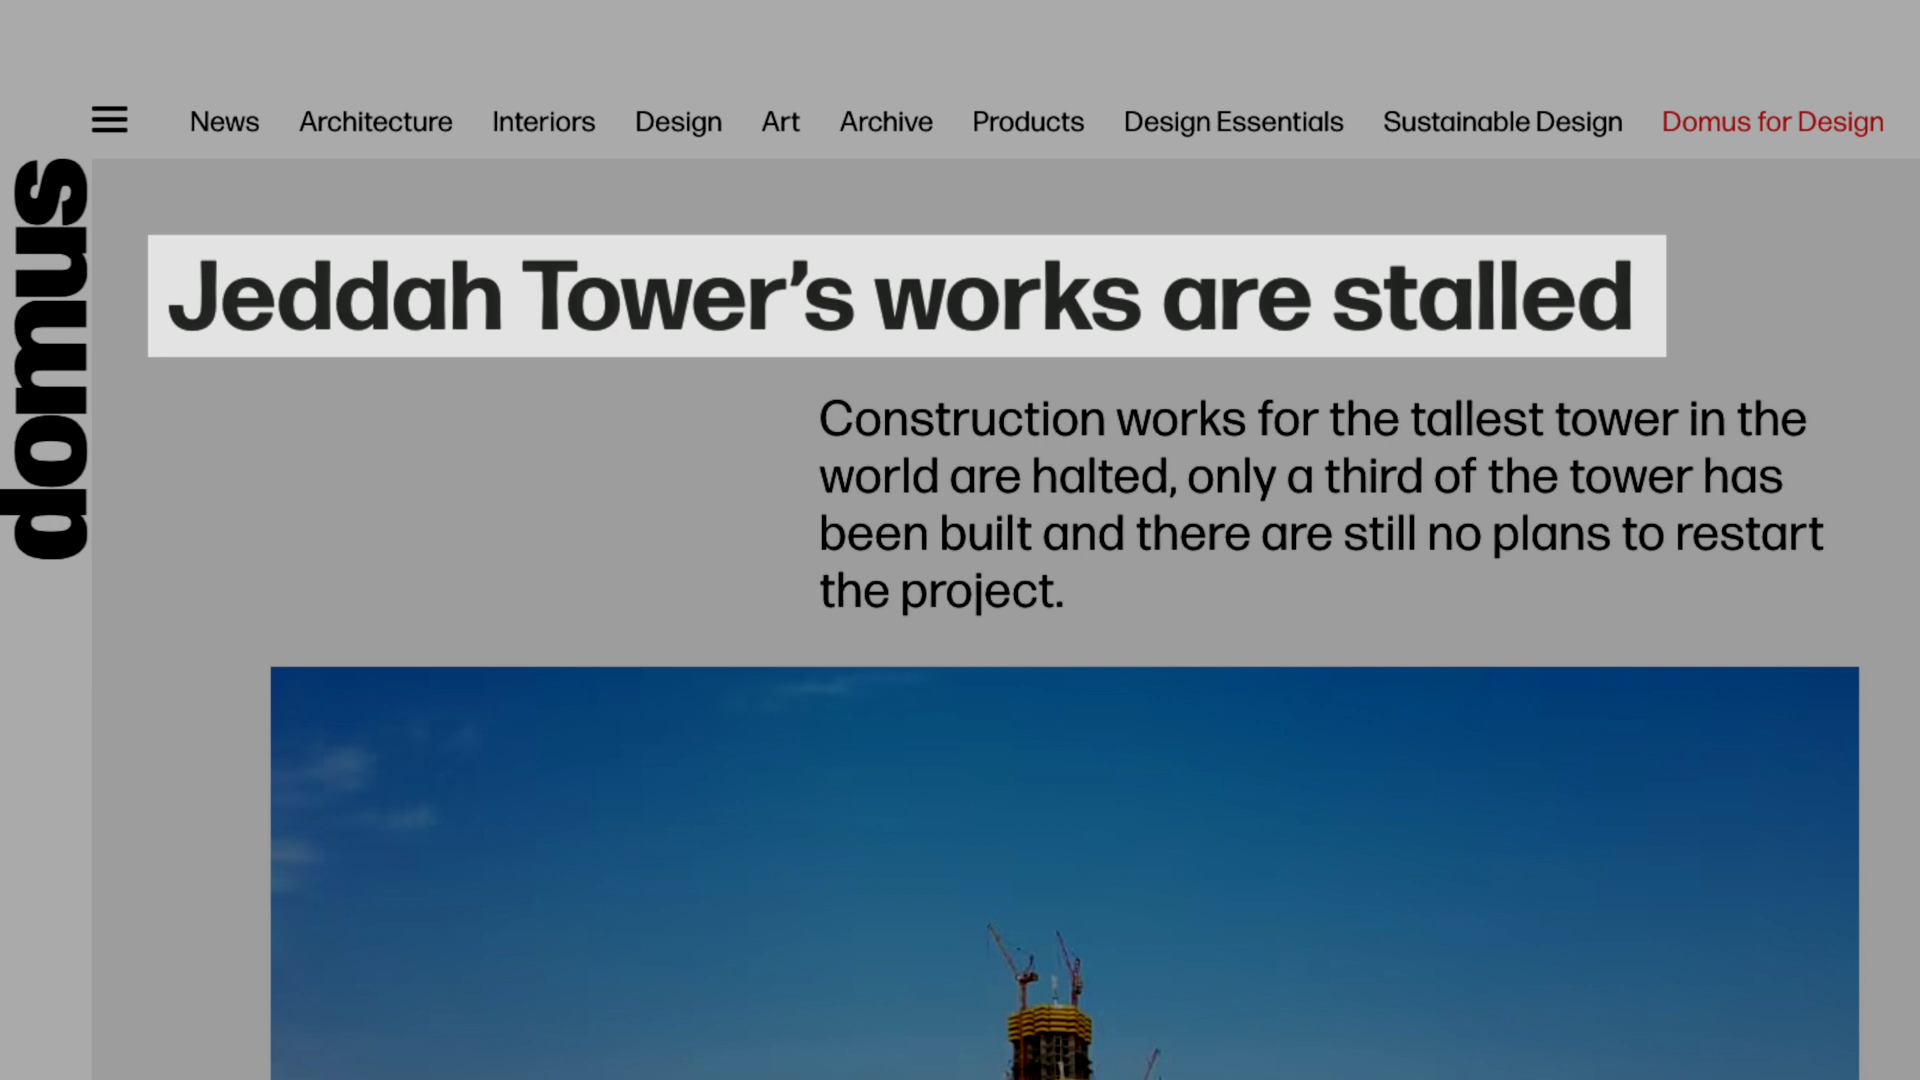 News Architecture Interiors Design Art Archive Products Design Essentials Sustainable Design Domus for Design
domus
Jeddah Tower’s works are stalled
Construction works for the tallest tower in the
world are halted, only a third of the tower has
been built and there are still no plans to restart
the project.